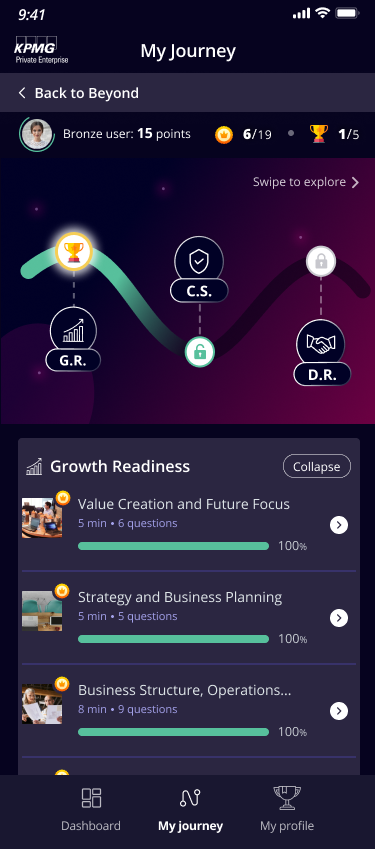 9:41
KPMG
Private Enterprise
My Journey
Back to Beyond
Bronze user: 15 points
6/19
1/5
Swipe to explore
C.S.
G.R.
D.R.
Growth Readiness
Collapse
Value Creation and Future Focus
5 min • 6 questions
100%
Strategy and Business Planning
5 min • 5 questions
100%
Business Structure, Operations...
8 min • 9 questions
100%
Dashboard
My journey
My profile